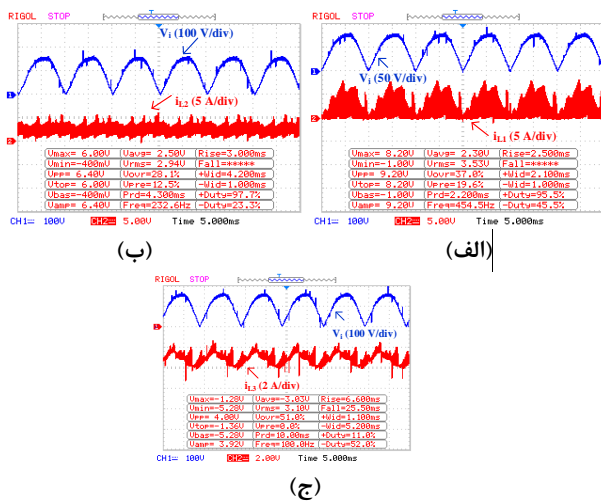 RIGOL STOP
Vᵢ (100 V/div)
i_L2 (5 A/div)
Vmax= 6.00V Vavg= 2.50V Rise=3.000ms
Vmin=-400mV Vrms= 2.94V Fall=*****
Vpp= 6.40V Vovr=28.1% +Wid=4.200ms
Vtop= 6.00V Vpre=12.5% -Wid=1.000ms
Vbas=-400mV Prd=4.300ms +Duty=97.7%
Vamp= 6.40V Freq=232.6Hz -Duty=23.3%
CH1= 100V CH2= 5.00V Time 5.000ms
(ب)
RIGOL STOP
Vᵢ (50 V/div)
i_L1 (5 A/div)
Vmax= 8.20V Vavg= 2.30V Rise=2.500ms
Vmin=-1.00V Vrms= 3.53V Fall=*****
Vpp= 9.20V Vovr=37.0% +Wid=2.100ms
Vtop= 8.20V Vpre=19.6% -Wid=1.000ms
Vbas=-1.00V Prd=2.200ms +Duty=95.5%
Vamp= 9.20V Freq=454.5Hz -Duty=45.5%
CH1= 100V CH2= 5.00V Time 5.000ms
(الف)
RIGOL STOP
Vᵢ (100 V/div)
i_L3 (2 A/div)
Vmax=-1.28V Vavg=-3.03V Rise=6.600ms
Vmin=-5.28V Vrms= 3.10V Fall=25.50ms
Vpp= 4.00V Vovr=51.0% +Wid=1.100ms
Vtop=-1.36V Vpre=0.0% -Wid=5.200ms
Vbas=-5.28V Prd=10.00ms +Duty=11.0%
Vamp= 3.92V Freq=100.0Hz -Duty=52.0%
CH1= 100V CH2= 2.00V Time 5.000ms
(ج)